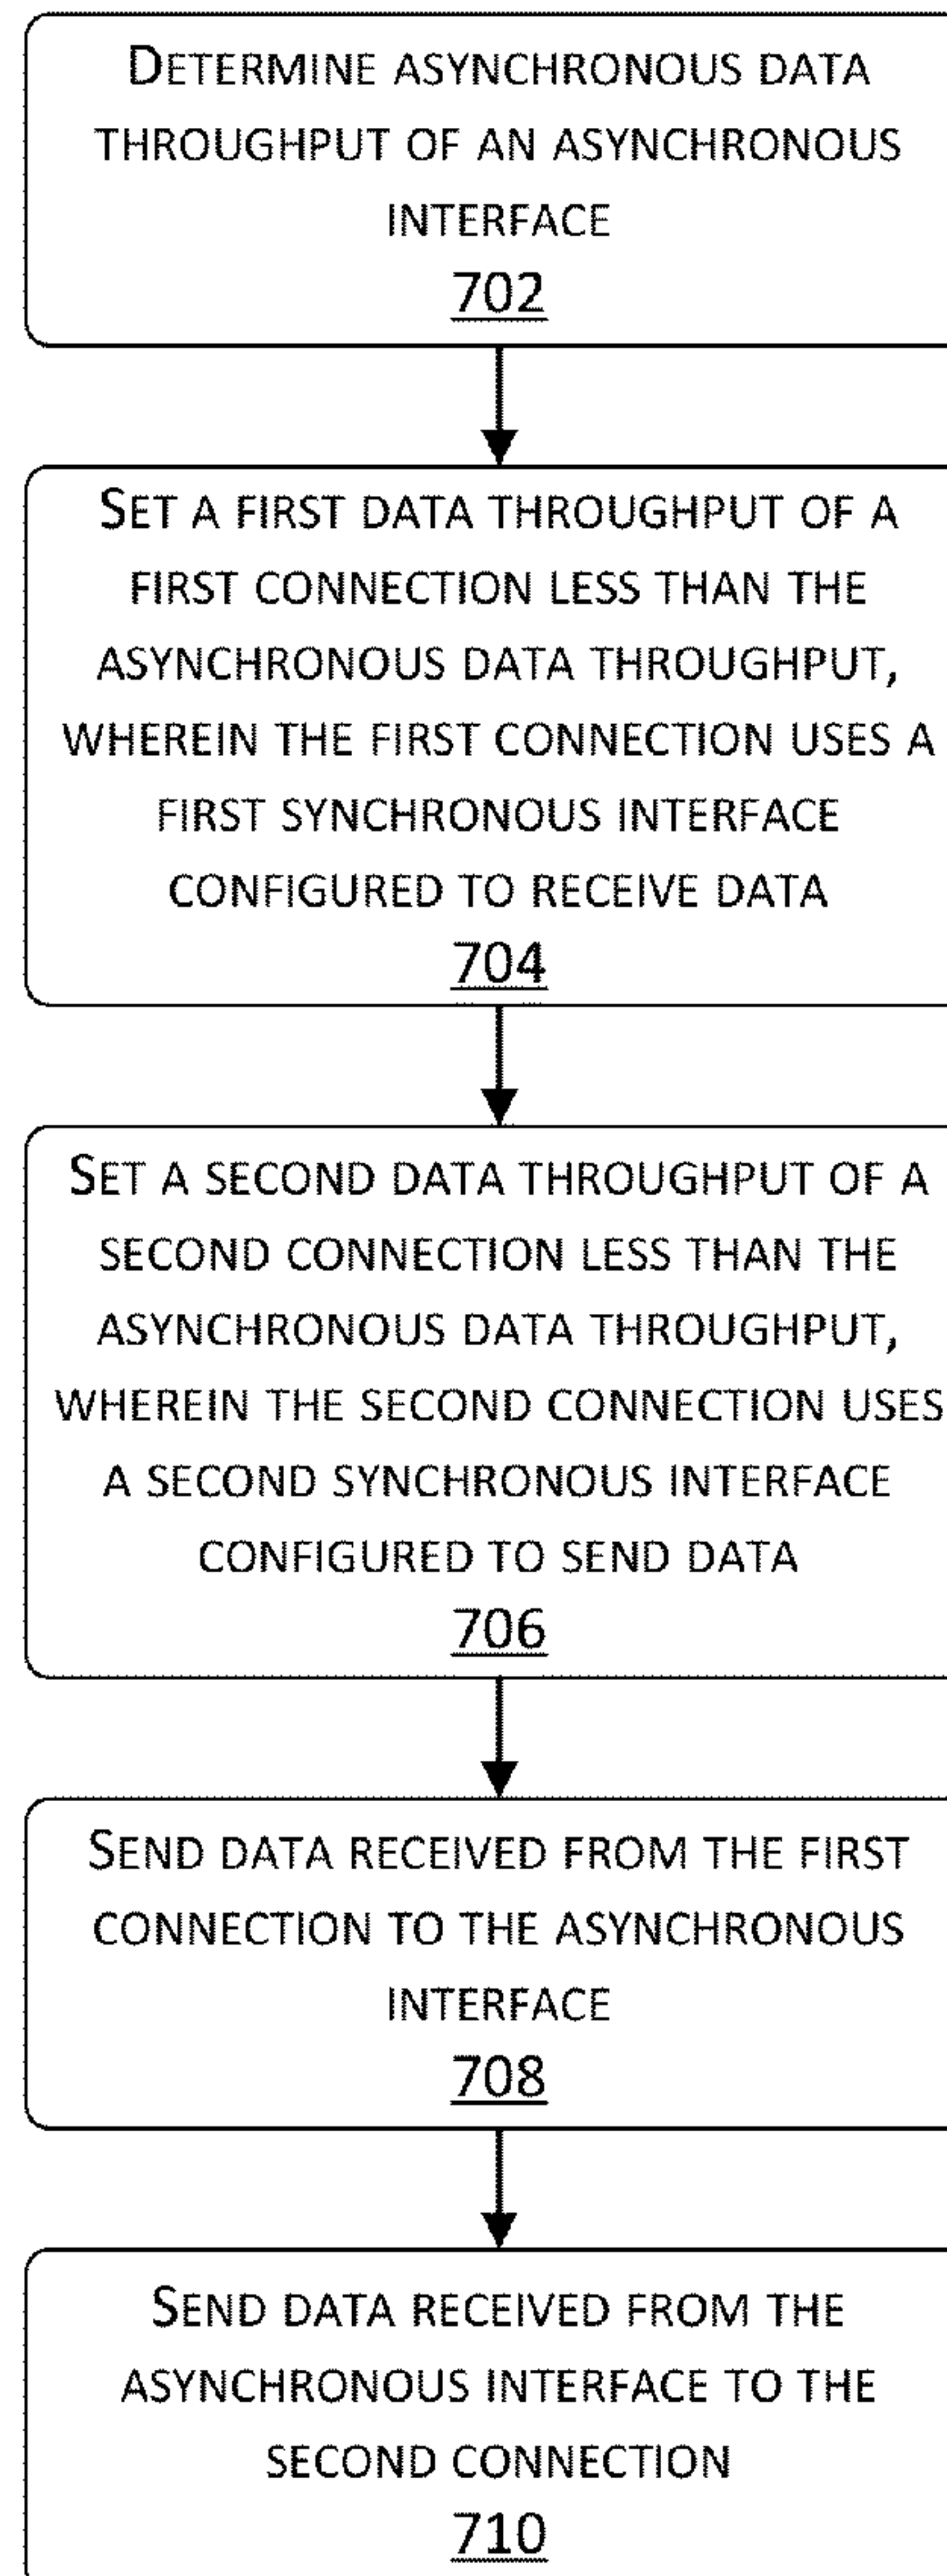 DETERMINE ASYNCHRONOUS DATA
THROUGHPUT OF AN ASYNCHRONOUS
INTERFACE
702
SET A FIRST DATA THROUGHPUT OF A
FIRST CONNECTION LESS THAN THE
ASYNCHRONOUS DATA THROUGHPUT,
WHEREIN THE FIRST CONNECTION USES A
FIRST SYNCHRONOUS INTERFACE
CONFIGURED TO RECEIVE DATA
704
SET A SECOND DATA THROUGHPUT OF A
SECOND CONNECTION LESS THAN THE
ASYNCHRONOUS DATA THROUGHPUT,
WHEREIN THE SECOND CONNECTION USES
A SECOND SYNCHRONOUS INTERFACE
CONFIGURED TO SEND DATA
706
SEND DATA RECEIVED FROM THE FIRST
CONNECTION TO THE ASYNCHRONOUS
INTERFACE
708
SEND DATA RECEIVED FROM THE
ASYNCHRONOUS INTERFACE TO THE
SECOND CONNECTION
710